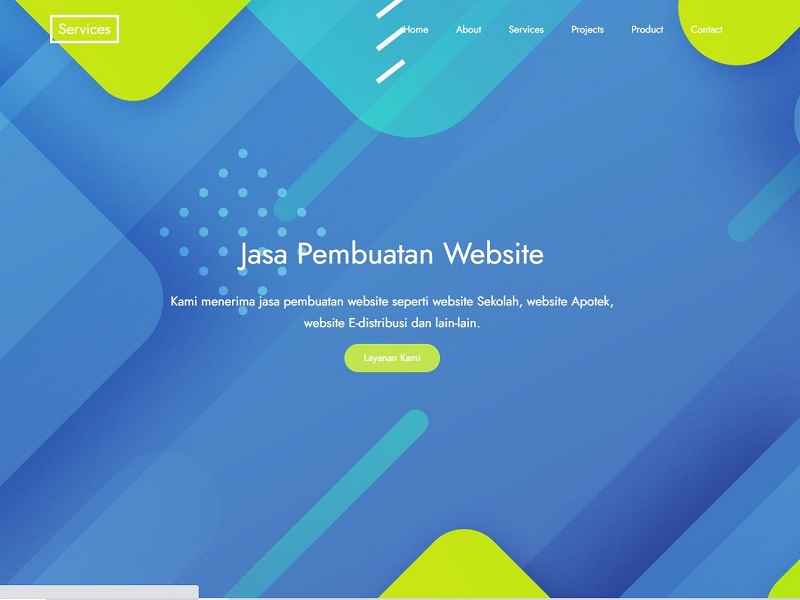 Services
Home About Services Projects Product Contact
Jasa Pembuatan Website
Kami menerima jasa pembuatan website seperti website Sekolah, website Apotek,
website E-distribusi dan lain-lain.
Layanan Kami